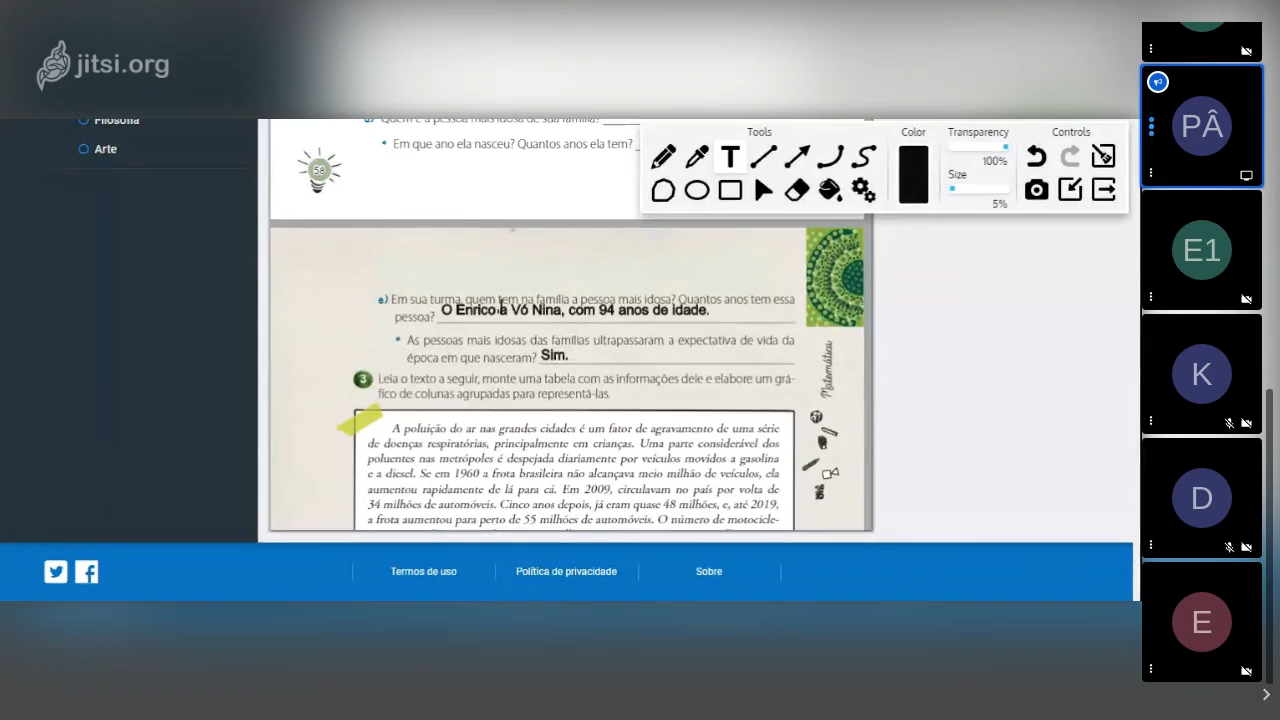 jitsi.org
Filosofia
Arte
Quem é a pessoa mais idosa de sua família?
• Em que ano ela nasceu? Quantos anos ela tem?
58
Tools
Color
Transparency
Controls
100%
Size
5%
T
PÂ
E1
K
D
E
e) Em sua turma, quem tem na família a pessoa mais idosa? Quantos anos tem essa
pessoa? O Enrico a Vó Nina, com 94 anos de idade.
• As pessoas mais idosas das famílias ultrapassaram a expectativa de vida da
época em que nasceram? Sim.
3 Leia o texto a seguir, monte uma tabela com as informações dele e elabore um grá-
fico de colunas agrupadas para representá-las.
A poluição do ar nas grandes cidades é um fator de agravamento de uma série
de doenças respiratórias, principalmente em crianças. Uma parte considerável dos
poluentes nas metrópoles é despejada diariamente por veículos movidos a gasolina
e a diesel. Se em 1960 a frota brasileira não alcançava meio milhão de veículos, ela
aumentou rapidamente de lá para cá. Em 2009, circulavam no país por volta de
34 milhões de automóveis. Cinco anos depois, já eram quase 48 milhões, e, até 2019,
a frota aumentou para perto de 55 milhões de automóveis. O número de motocicle-
Matemática
Termos de uso
Política de privacidade
Sobre